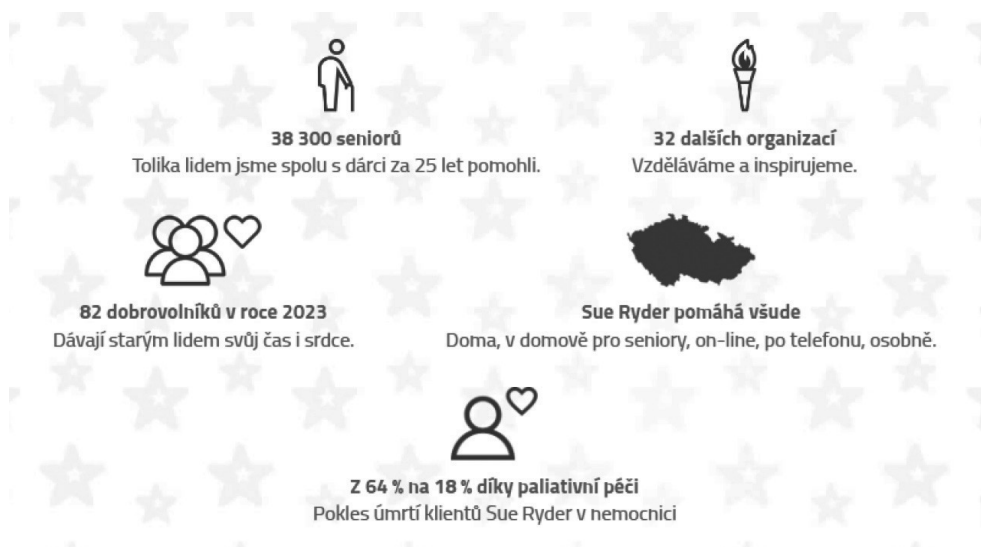 38 300 seniorů
Tolika lidem jsme spolu s dárci za 25 let pomohli.
32 dalších organizací
Vzděláváme a inspirujeme.
82 dobrovolníků v roce 2023
Dávají starým lidem svůj čas i srdce.
Sue Ryder pomáhá všude
Doma, v domově pro seniory, on-line, po telefonu, osobně.
Z 64 % na 18 % díky paliativní péči
Pokles úmrtí klientů Sue Ryder v nemocnici